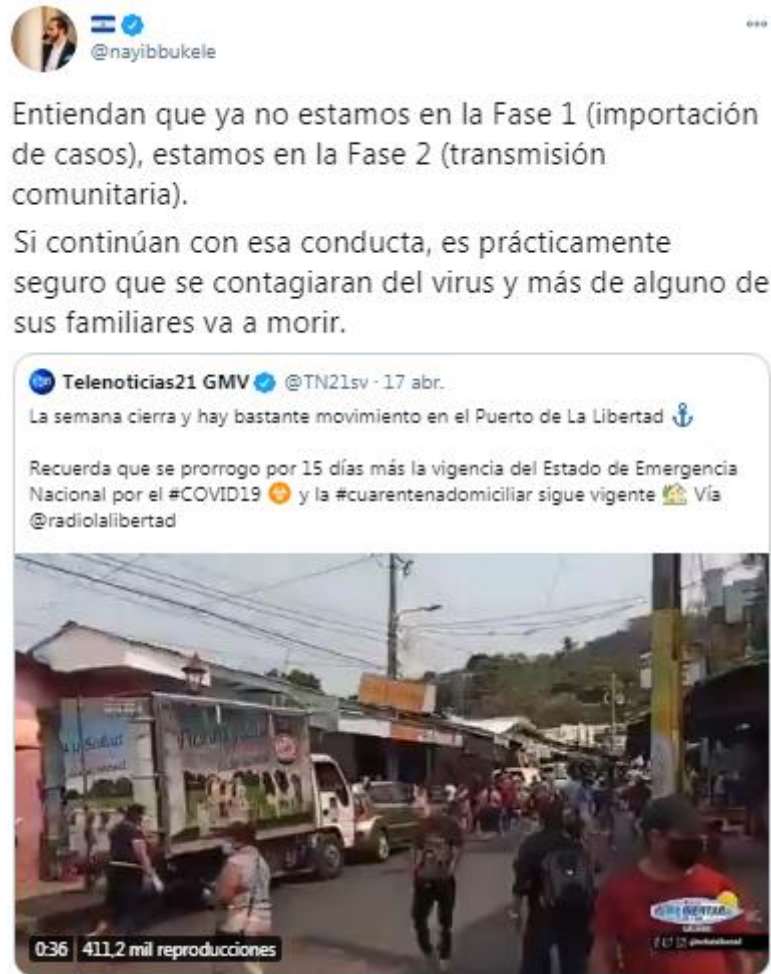 @nayibbukele
Entiendan que ya no estamos en la Fase 1 (importación
de casos), estamos en la Fase 2 (transmisión
comunitaria).
Si continúan con esa conducta, es prácticamente
seguro que se contagiaran del virus y más de alguno de
sus familiares va a morir.
Telenoticias21 GMV @TN21sv · 17 abr.
La semana cierra y hay bastante movimiento en el Puerto de La Libertad ⚓
Recuerda que se prorrogo por 15 días más la vigencia del Estado de Emergencia
Nacional por el #COVID19 ☣️ y la #cuarentenadomiciliar sigue vigente 🏡 Vía
@radiolalibertad
Salud
LIBERTAD
0:36 411,2 mil reproducciones